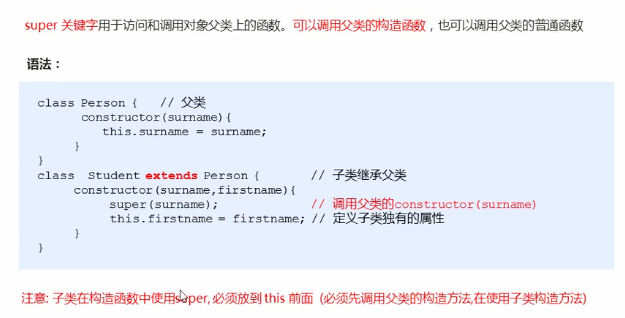 super 关键字用于访问和调用对象父类上的函数。可以调用父类的构造函数，也可以调用父类的普通函数
语法：
class Person {   // 父类
constructor(surname){
this.surname = surname;
}
}
class  Student extends Person {   // 子类继承父类
constructor(surname,firstname){
super(surname);   // 调用父类的constructor(surname)
this.firstname = firstname; // 定义子类独有的属性
}
}
注意: 子类在构造函数中使用super, 必须放到 this 前面 (必须先调用父类的构造方法,在使用子类构造方法)